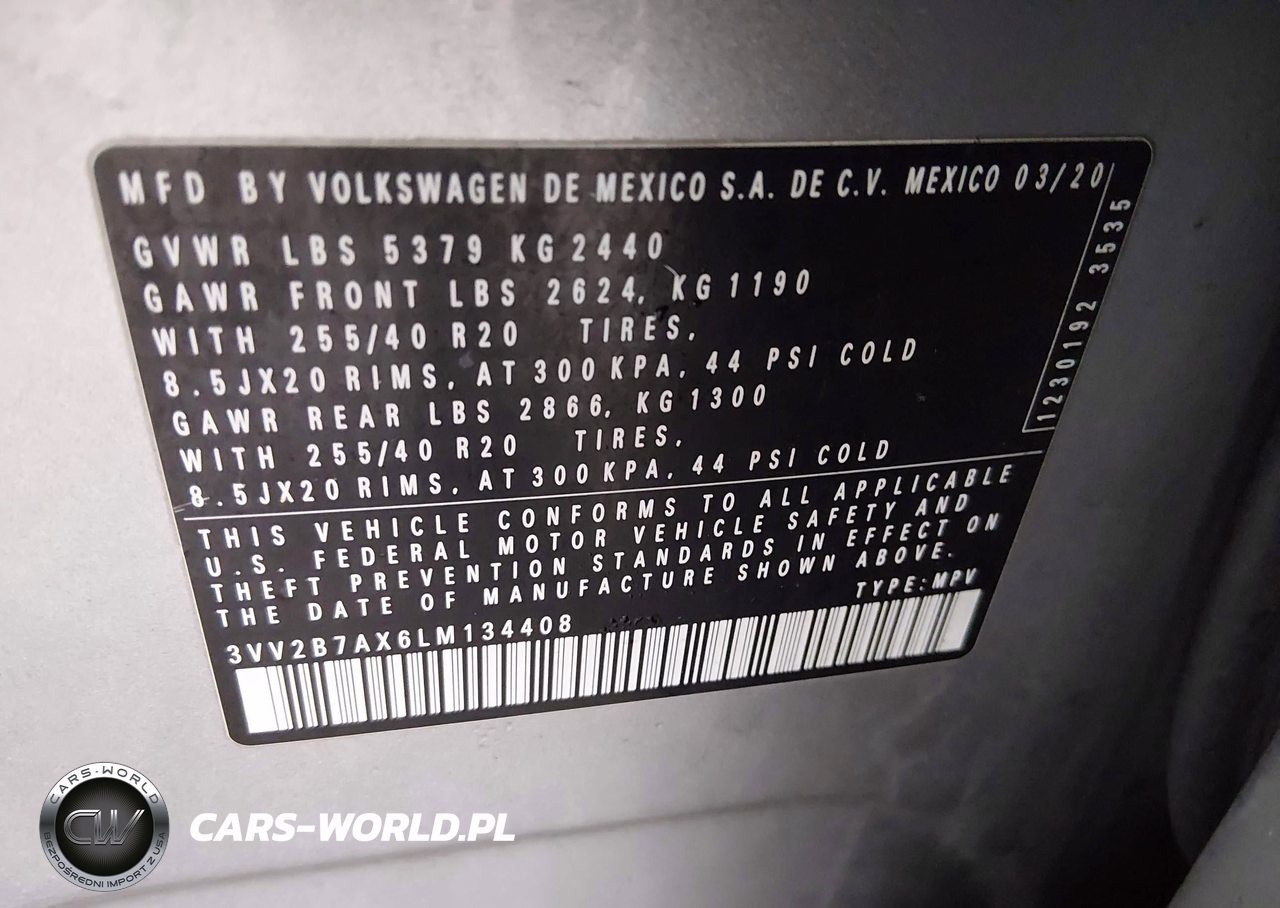 MFD BY VOLKSWAGEN DE MEXICO S.A. DE C.V. MEXICO 03/20
GVWR LBS 5379 KG 2440
GAWR FRONT LBS 2624, KG 1190
WITH 255/40 R20 TIRES,
8.5JX20 RIMS, AT 300 KPA, 44 PSI COLD
GAWR REAR LBS 2866, KG 1300
WITH 255/40 R20 TIRES,
8.5JX20 RIMS, AT 300 KPA, 44 PSI COLD
1230192 3535
THIS VEHICLE CONFORMS TO ALL APPLICABLE
U.S. FEDERAL MOTOR VEHICLE SAFETY AND
THEFT PREVENTION STANDARDS IN EFFECT ON
THE DATE OF MANUFACTURE SHOWN ABOVE.
TYPE: MPV
3VV2B7AX6LM134408
CARS-WORLD
CW
BEZPOŚREDNI IMPORT Z USA
CARS-WORLD.PL